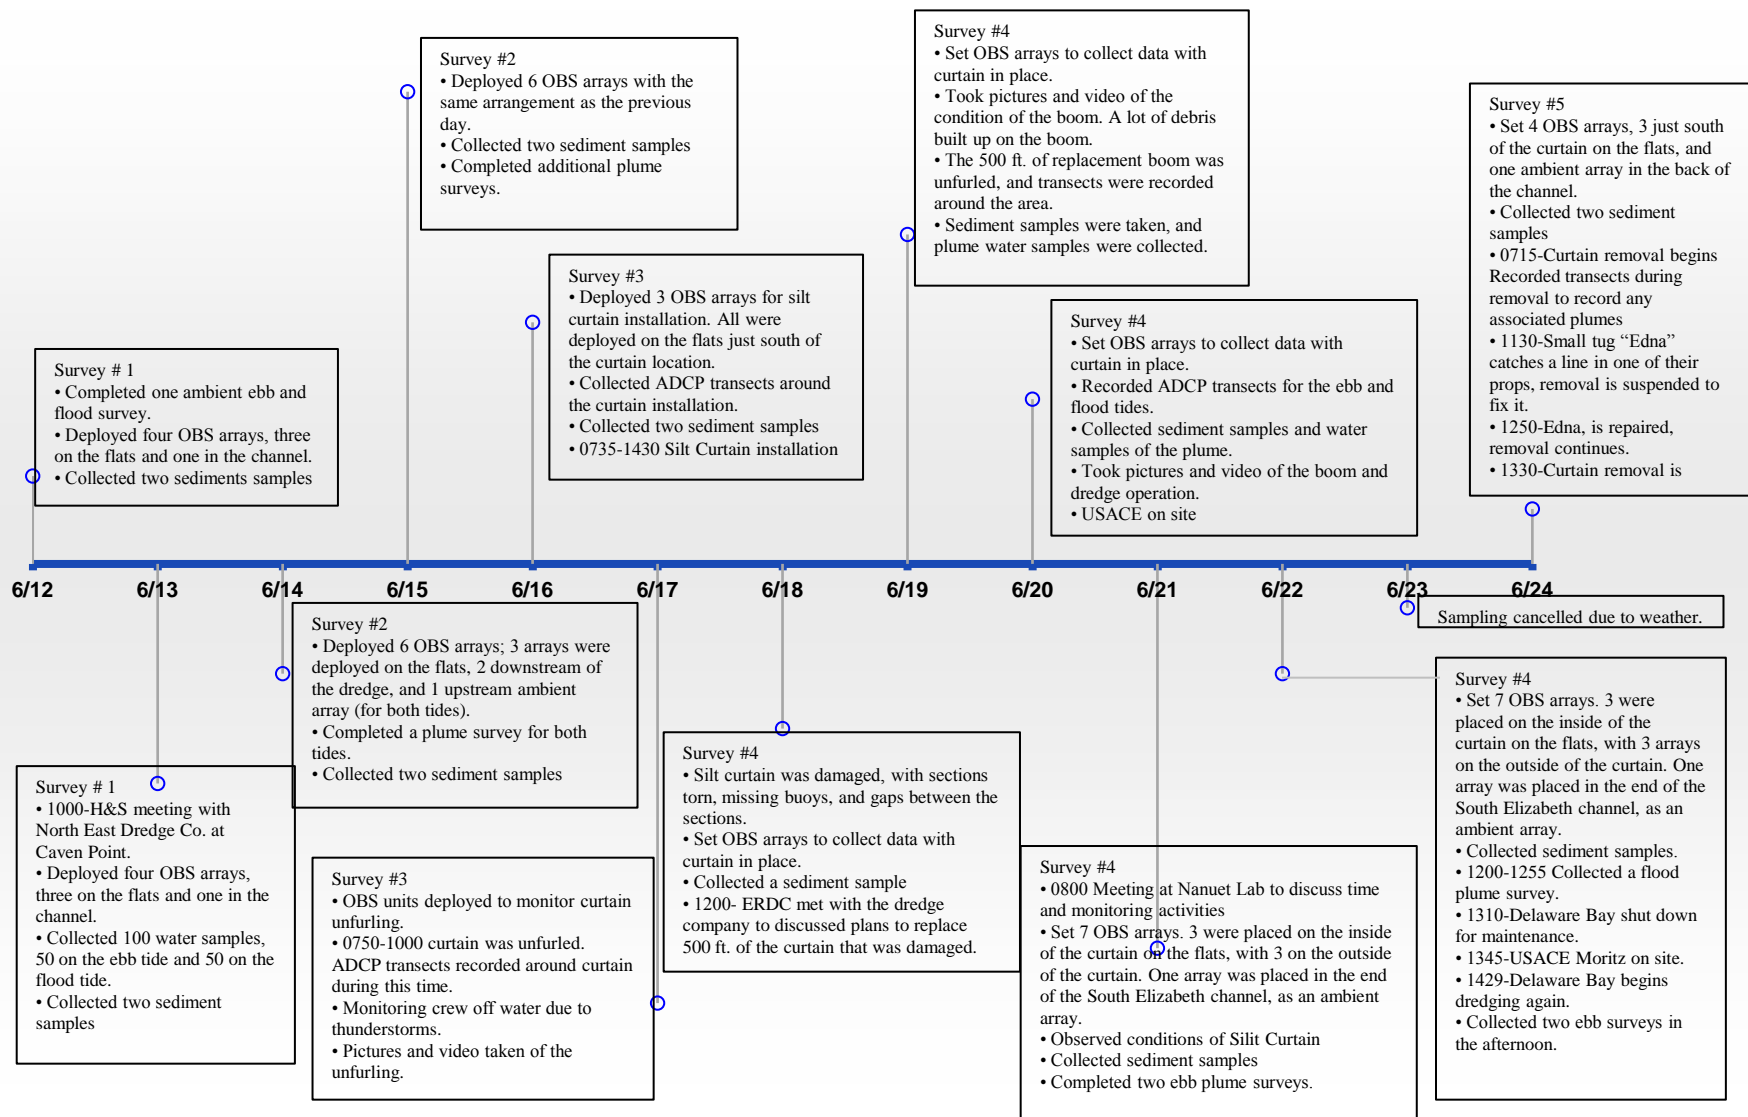 Survey #4
• Set OBS arrays to collect data with
curtain in place.
• Took pictures and video of the
condition of the boom. A lot of debris
built up on the boom.
• The 500 ft. of replacement boom was
unfurled, and transects were recorded
around the area.
• Sediment samples were taken, and
plume water samples were collected.
Survey #2
• Deployed 6 OBS arrays with the
same arrangement as the previous
day.
• Collected two sediment samples
• Completed additional plume
surveys.
Survey #5
• Set 4 OBS arrays, 3 just south
of the curtain on the flats, and
one ambient array in the back of
the channel.
• Collected two sediment
samples
• 0715-Curtain removal begins
Recorded transects during
removal to record any
associated plumes
• 1130-Small tug “Edna”
catches a line in one of their
props, removal is suspended to
fix it.
• 1250-Edna, is repaired,
removal continues.
• 1330-Curtain removal is
Survey #3
• Deployed 3 OBS arrays for silt
curtain installation. All were
deployed on the flats just south of
the curtain location.
• Collected ADCP transects around
the curtain installation.
• Collected two sediment samples
• 0735-1430 Silt Curtain installation
Survey #4
• Set OBS arrays to collect data with
curtain in place.
• Recorded ADCP transects for the ebb and
flood tides.
• Collected sediment samples and water
samples of the plume.
• Took pictures and video of the boom and
dredge operation.
• USACE on site
Survey # 1
• Completed one ambient ebb and
flood survey.
• Deployed four OBS arrays, three
on the flats and one in the channel.
• Collected two sediments samples
6/12 6/13 6/14 6/15 6/16 6/17 6/18 6/19 6/20 6/21 6/22 6/23 6/24
Sampling cancelled due to weather.
Survey #2
• Deployed 6 OBS arrays; 3 arrays were
deployed on the flats, 2 downstream of
the dredge, and 1 upstream ambient
array (for both tides).
• Completed a plume survey for both
tides.
• Collected two sediment samples
Survey # 1
• 1000-H&S meeting with
North East Dredge Co. at
Caven Point.
• Deployed four OBS arrays,
three on the flats and one in the
channel.
• Collected 100 water samples,
50 on the ebb tide and 50 on the
flood tide.
• Collected two sediment
samples
Survey #3
• OBS units deployed to monitor curtain
unfurling.
• 0750-1000 curtain was unfurled.
ADCP transects recorded around curtain
during this time.
• Monitoring crew off water due to
thunderstorms.
• Pictures and video taken of the
unfurling.
Survey #4
• Silt curtain was damaged, with sections
torn, missing buoys, and gaps between the
sections.
• Set OBS arrays to collect data with
curtain in place.
• Collected a sediment sample
• 1200- ERDC met with the dredge
company to discussed plans to replace
500 ft. of the curtain that was damaged.
Survey #4
• 0800 Meeting at Nanuet Lab to discuss time
and monitoring activities
• Set 7 OBS arrays. 3 were placed on the inside
of the curtain on the flats, with 3 on the outside
of the curtain. One array was placed in the end
of the South Elizabeth channel, as an ambient
array.
• Observed conditions of Silit Curtain
• Collected sediment samples
• Completed two ebb plume surveys.
Survey #4
• Set 7 OBS arrays. 3 were
placed on the inside of the
curtain on the flats, with 3 arrays
on the outside of the curtain. One
array was placed in the end of the
South Elizabeth channel, as an
ambient array.
• Collected sediment samples.
• 1200-1255 Collected a flood
plume survey.
• 1310-Delaware Bay shut down
for maintenance.
• 1345-USACE Moritz on site.
• 1429-Delaware Bay begins
dredging again.
• Collected two ebb surveys in
the afternoon.